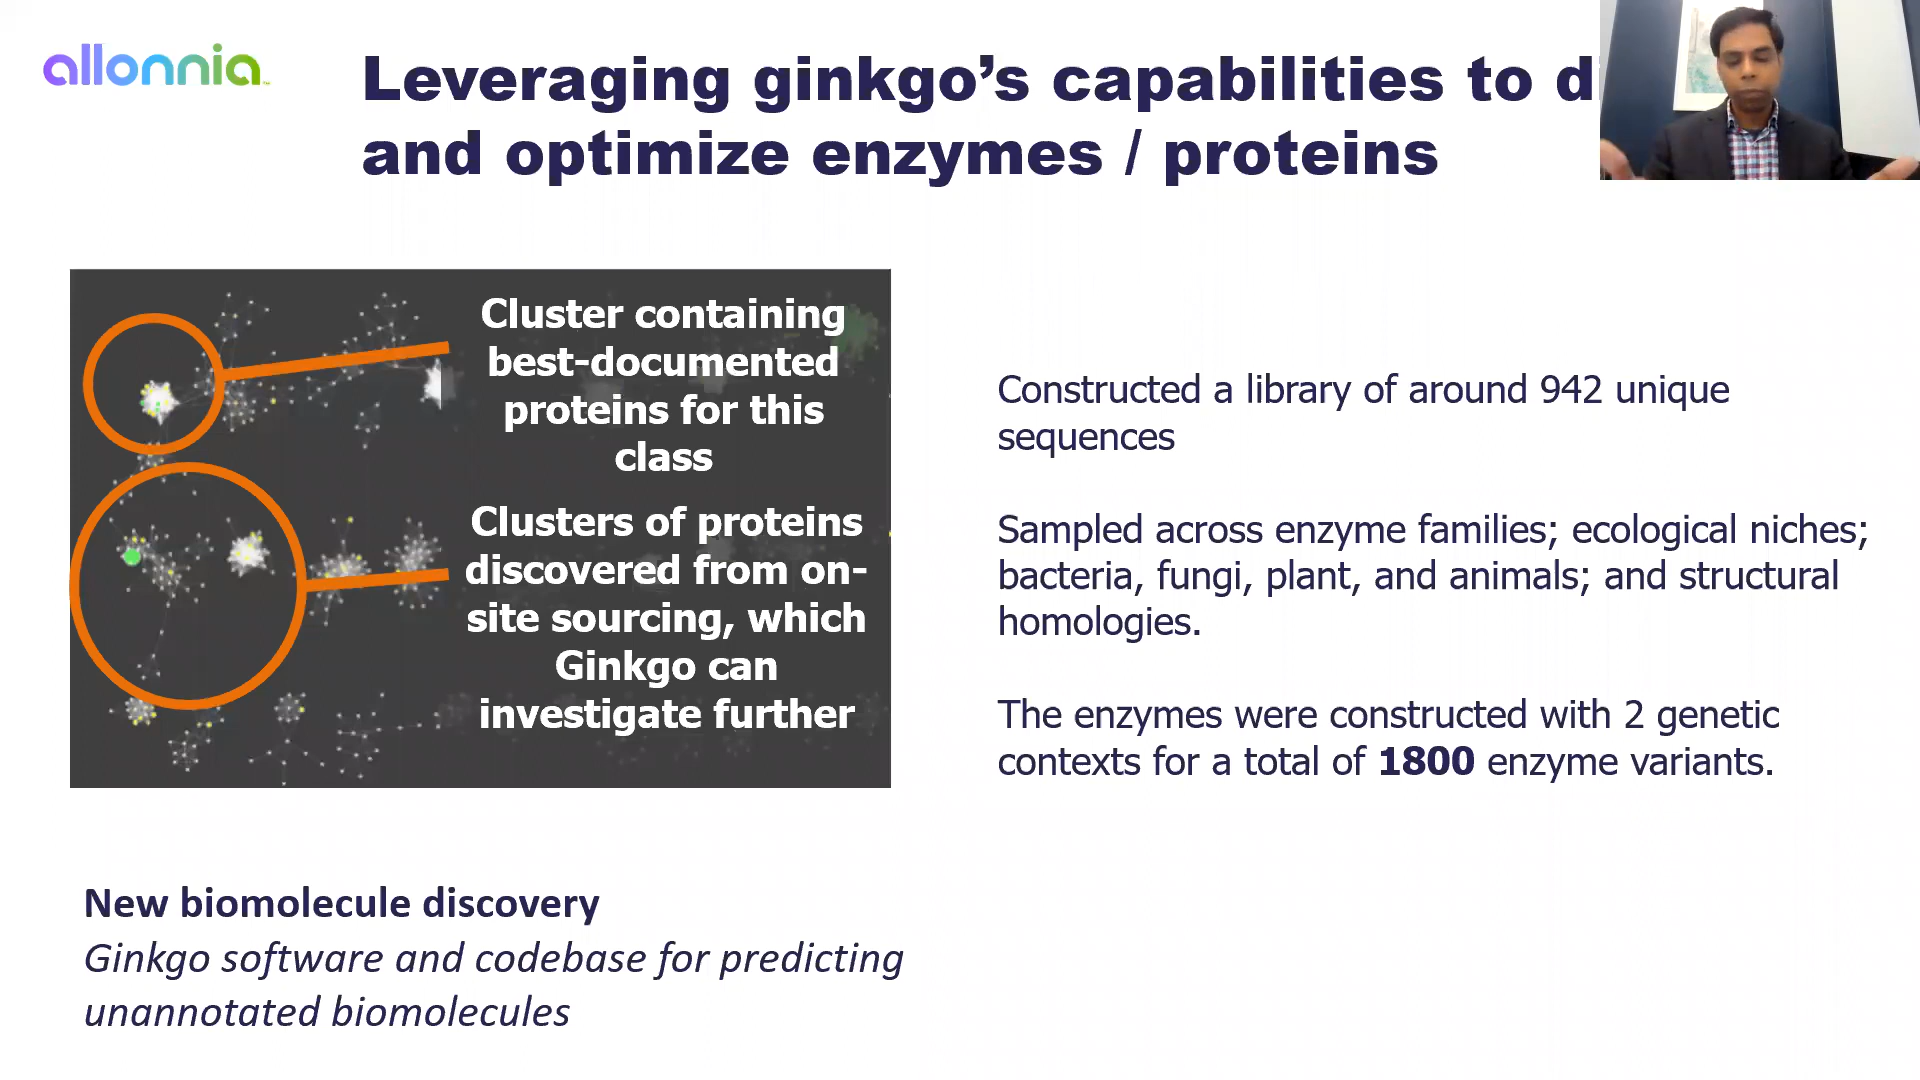 allonnia
Leveraging ginkgo’s capabilities to
and optimize enzymes / proteins
Cluster containing
best-documented
proteins for this
class
Clusters of proteins
discovered from on-
site sourcing, which
Ginkgo can
investigate further
Constructed a library of around 942 unique
sequences
Sampled across enzyme families; ecological niches;
bacteria, fungi, plant, and animals; and structural
homologies.
The enzymes were constructed with 2 genetic
contexts for a total of 1800 enzyme variants.
New biomolecule discovery
Ginkgo software and codebase for predicting
unannotated biomolecules